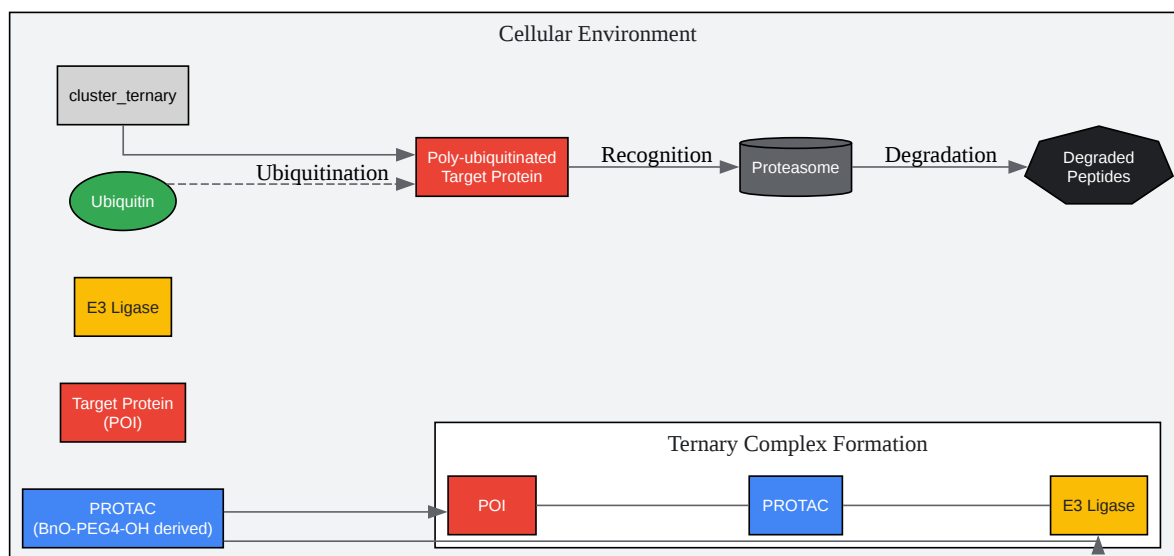 Cellular Environment
cluster_ternary
Ubiquitin
Ubiquitination
Poly-ubiquitinated
Target Protein
Recognition
Proteasome
Degradation
Degraded
Peptides
E3 Ligase
Target Protein
(POI)
PROTAC
(BnO-PEG4-OH derived)
Ternary Complex Formation
POI
PROTAC
E3 Ligase